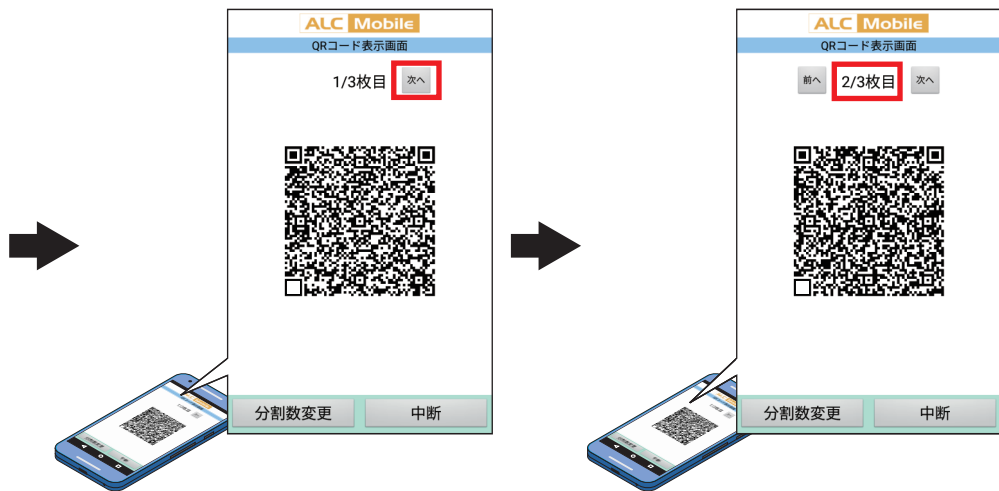 ALC Mobile
QRコード表示画面
1/3枚目 次へ
分割数変更 中断
ALC Mobile
QRコード表示画面
前へ 2/3枚目 次へ
分割数変更 中断